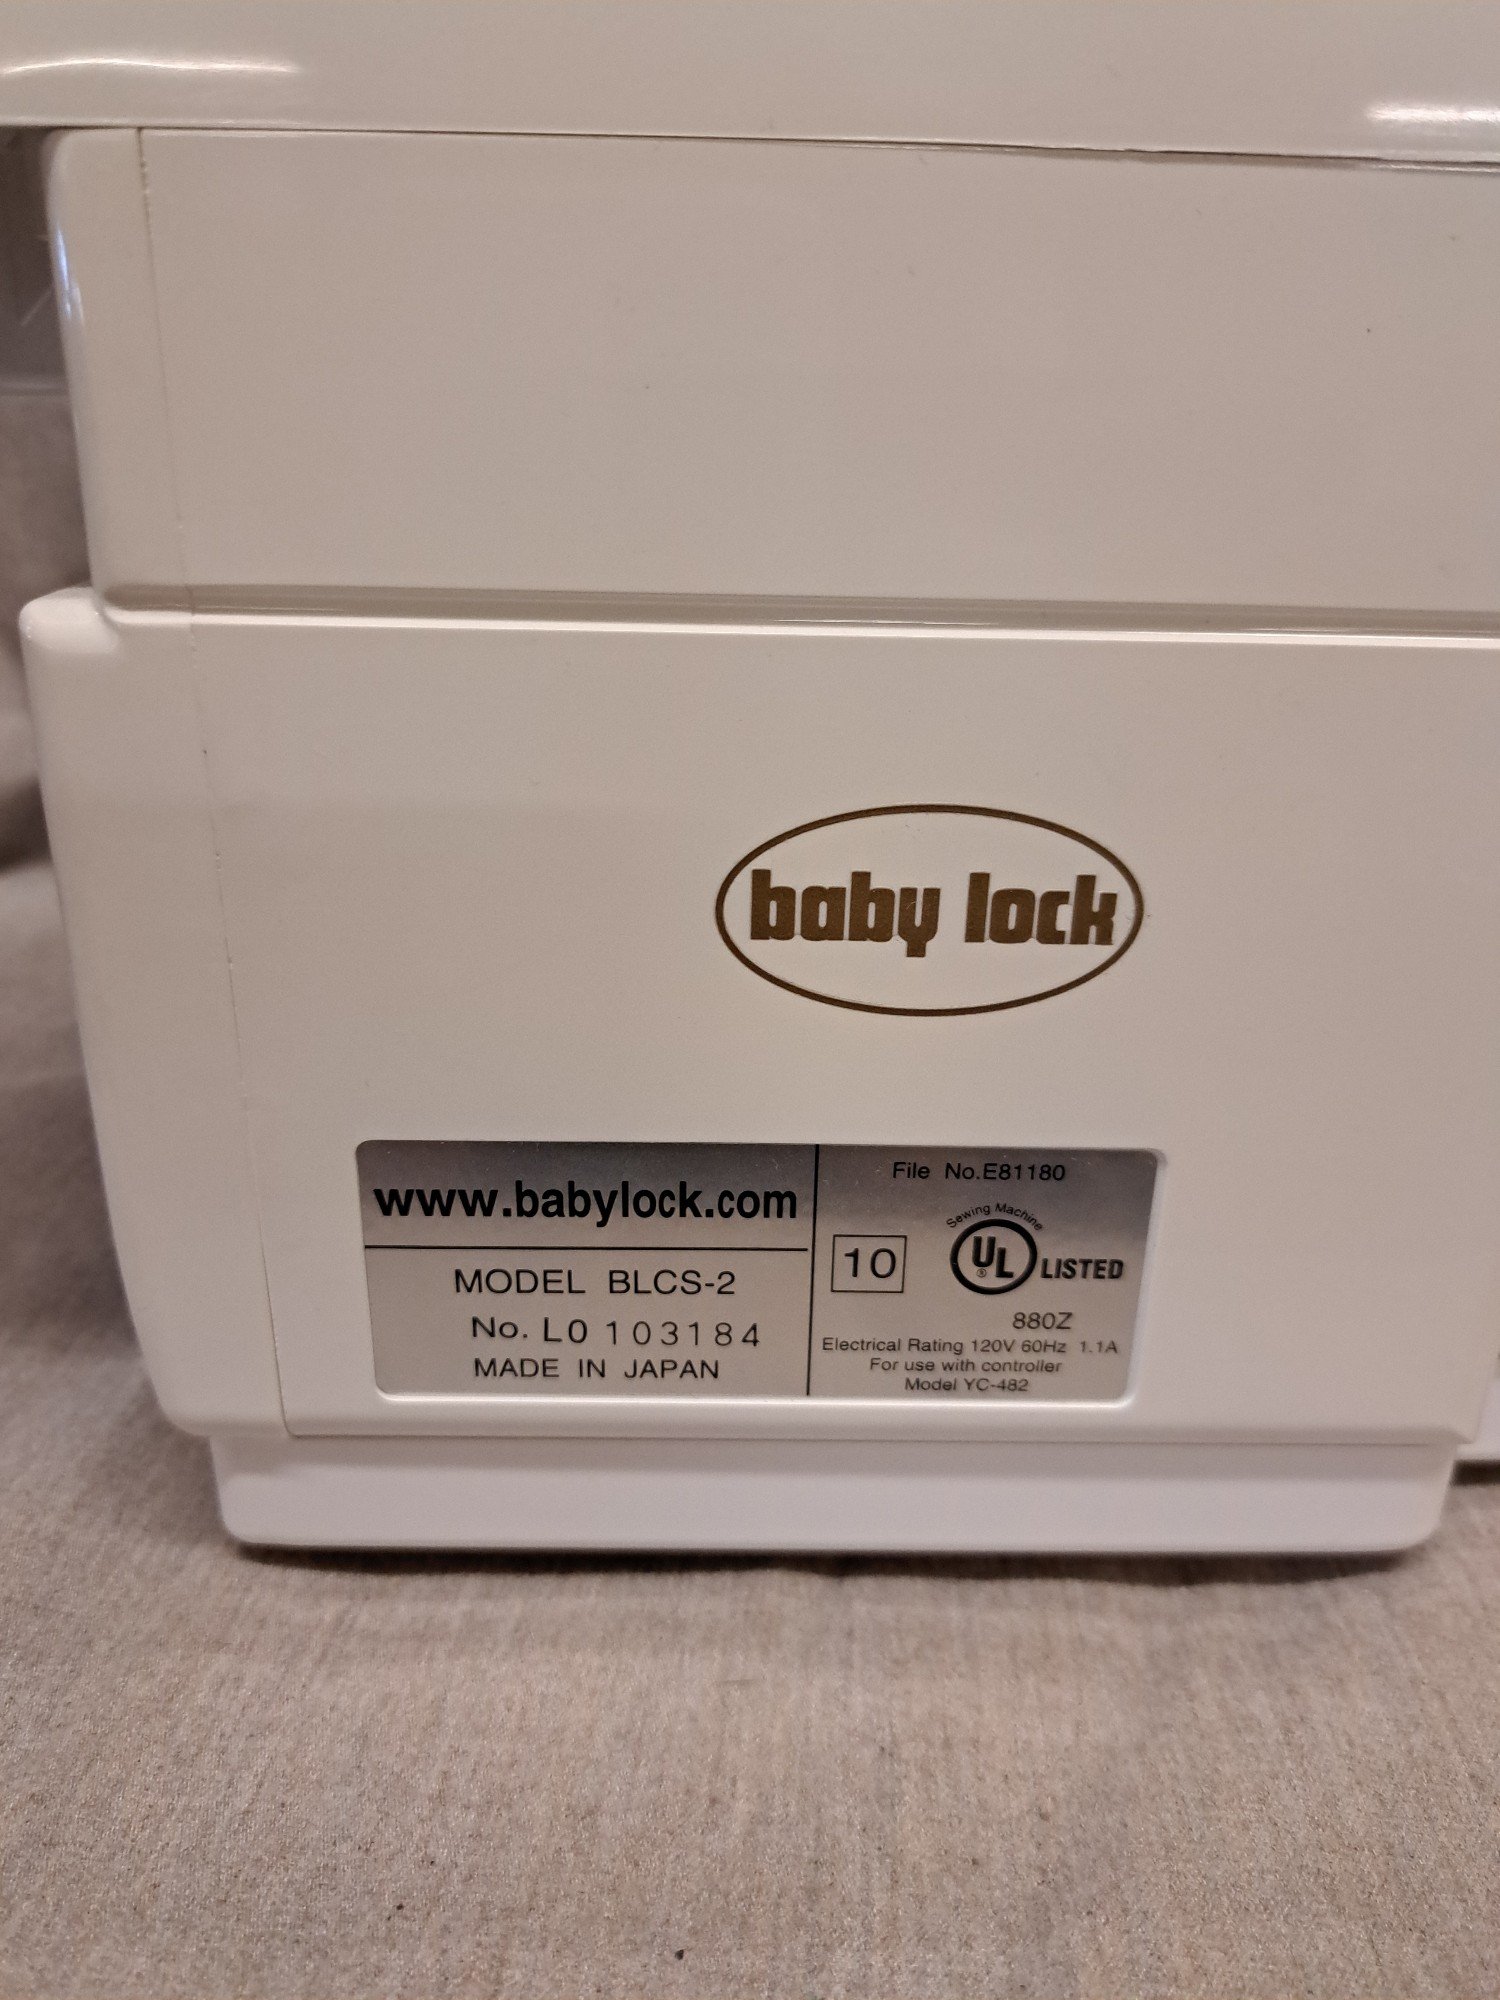 baby lock
www.babylock.com
MODEL BLCS-2
No. L0 103184
MADE IN JAPAN
File No.E81180
10
Sewing Machine
UL ®
LISTED
880Z
Electrical Rating 120V 60Hz 1.1A
For use with controller
Model YC-482